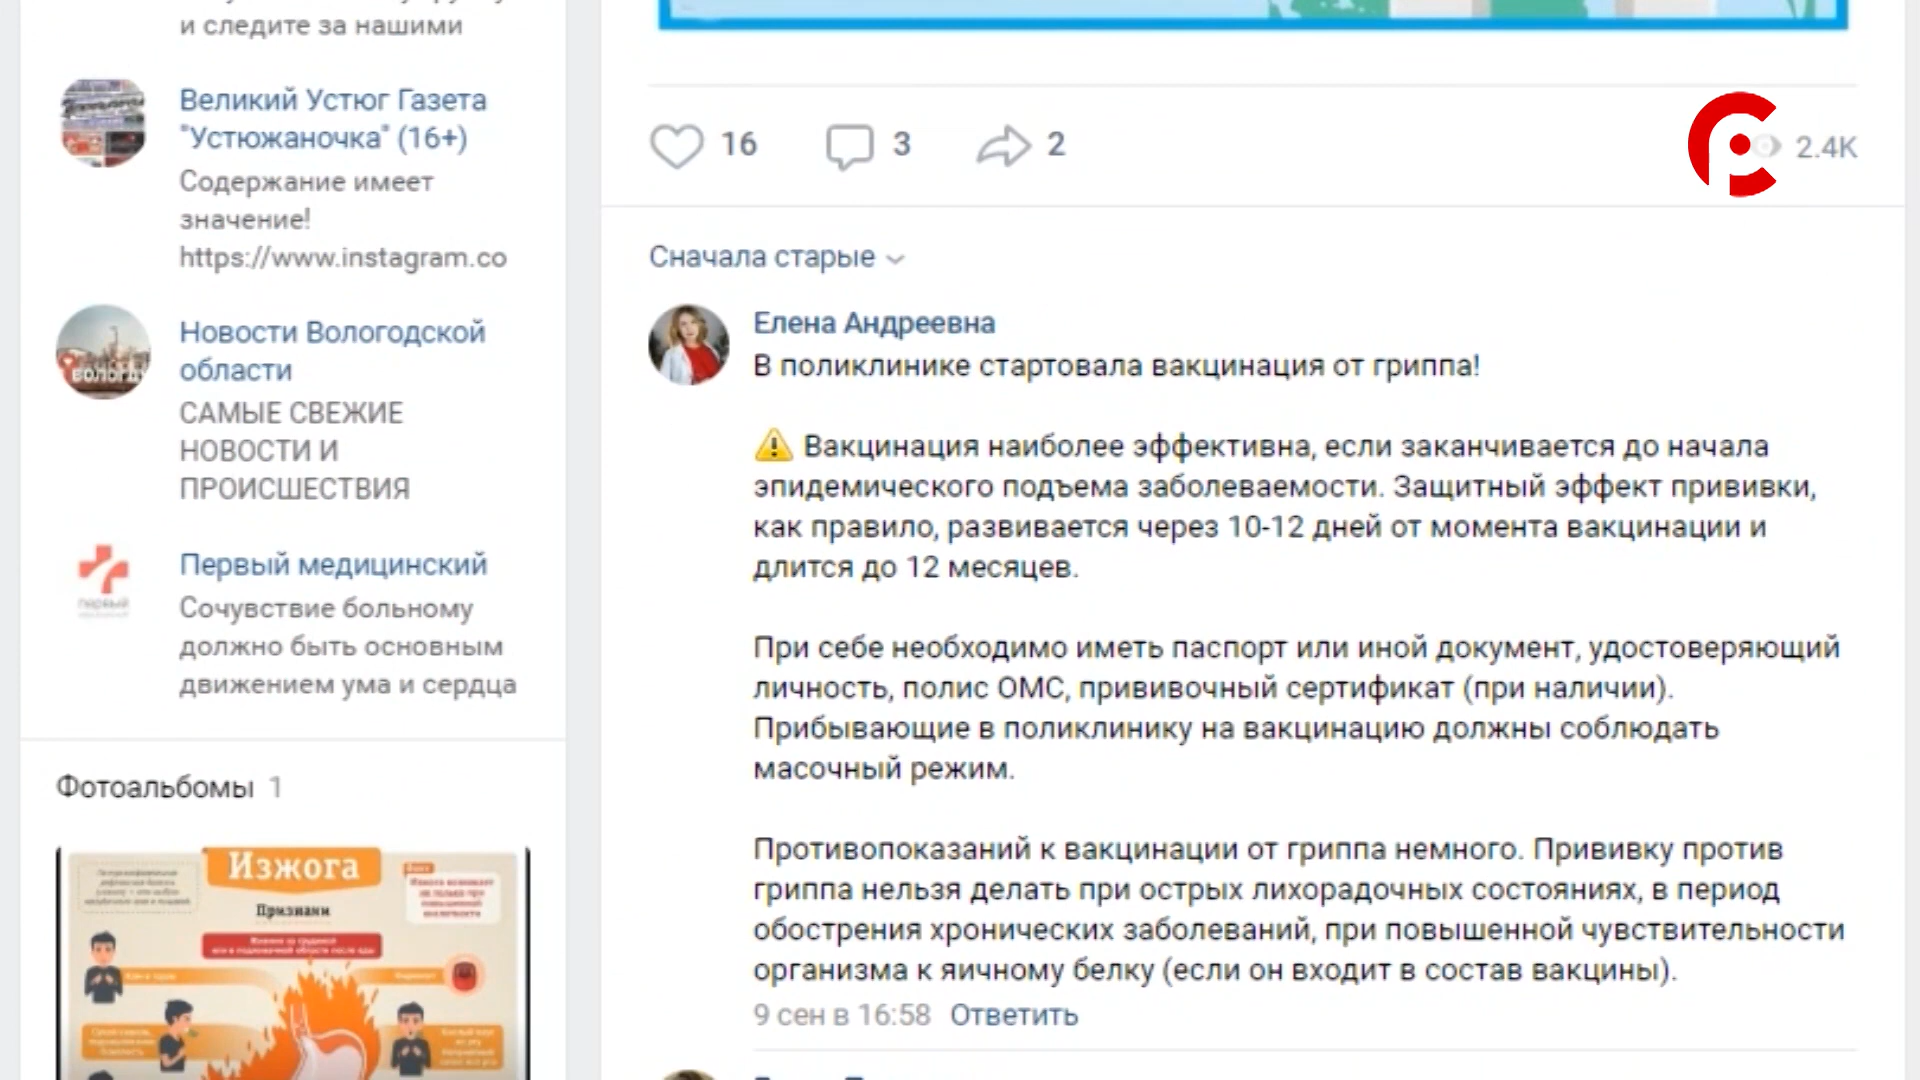 и следите за нашими
Великий Устюг Газета
"Устюжаночка" (16+)
Содержание имеет
значение!
https://www.instagram.co
Новости Вологодской
области
САМЫЕ СВЕЖИЕ
НОВОСТИ И
ПРОИСШЕСТВИЯ
Первый медицинский
Сочувствие больному
должно быть основным
движением ума и сердца
Фотоальбомы 1
Изжога
Признаки
16 3 2
2.4K
Сначала старые
Елена Андреевна
В поликлинике стартовала вакцинация от гриппа!
⚠ Вакцинация наиболее эффективна, если заканчивается до начала
эпидемического подъема заболеваемости. Защитный эффект прививки,
как правило, развивается через 10-12 дней от момента вакцинации и
длится до 12 месяцев.
При себе необходимо иметь паспорт или иной документ, удостоверяющий
личность, полис ОМС, прививочный сертификат (при наличии).
Прибывающие в поликлинику на вакцинацию должны соблюдать
масочный режим.
Противопоказаний к вакцинации от гриппа немного. Прививку против
гриппа нельзя делать при острых лихорадочных состояниях, в период
обострения хронических заболеваний, при повышенной чувствительности
организма к яичному белку (если он входит в состав вакцины).
9 сен в 16:58 Ответить